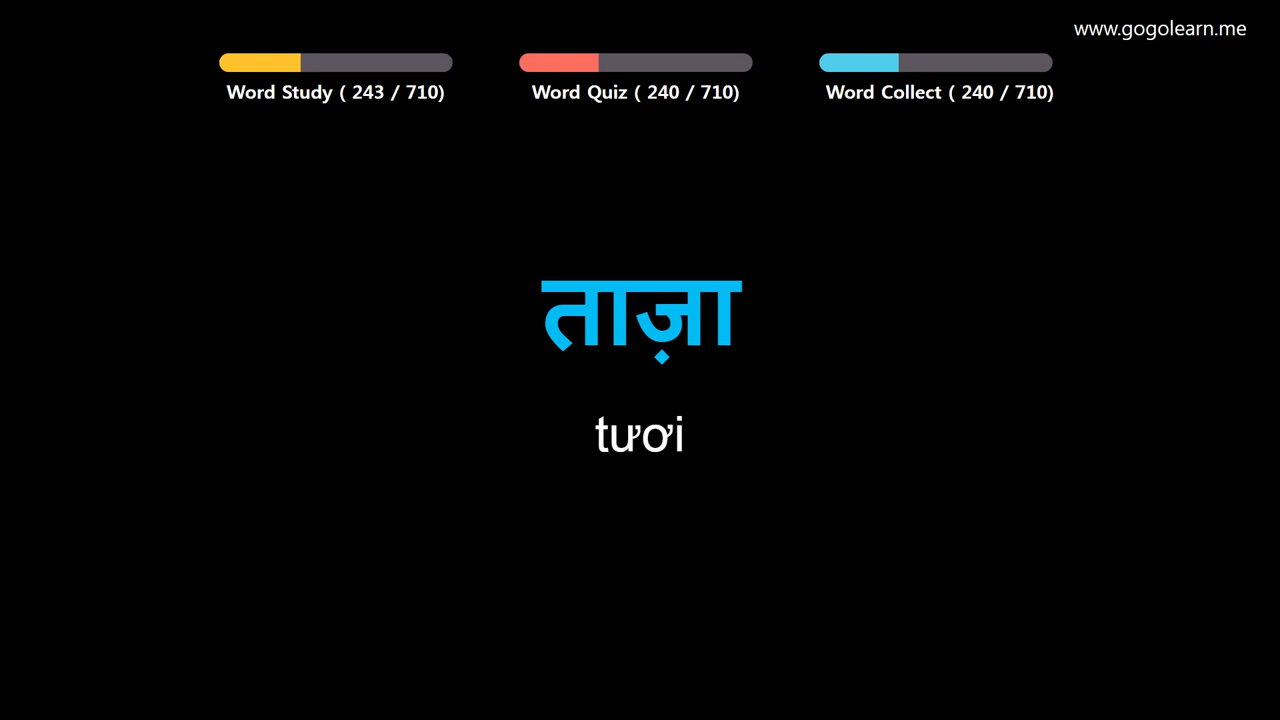 www.gogolearn.me
Word Study ( 243 / 710)
Word Quiz ( 240 / 710)
Word Collect ( 240 / 710)
ताज़ा
tươi